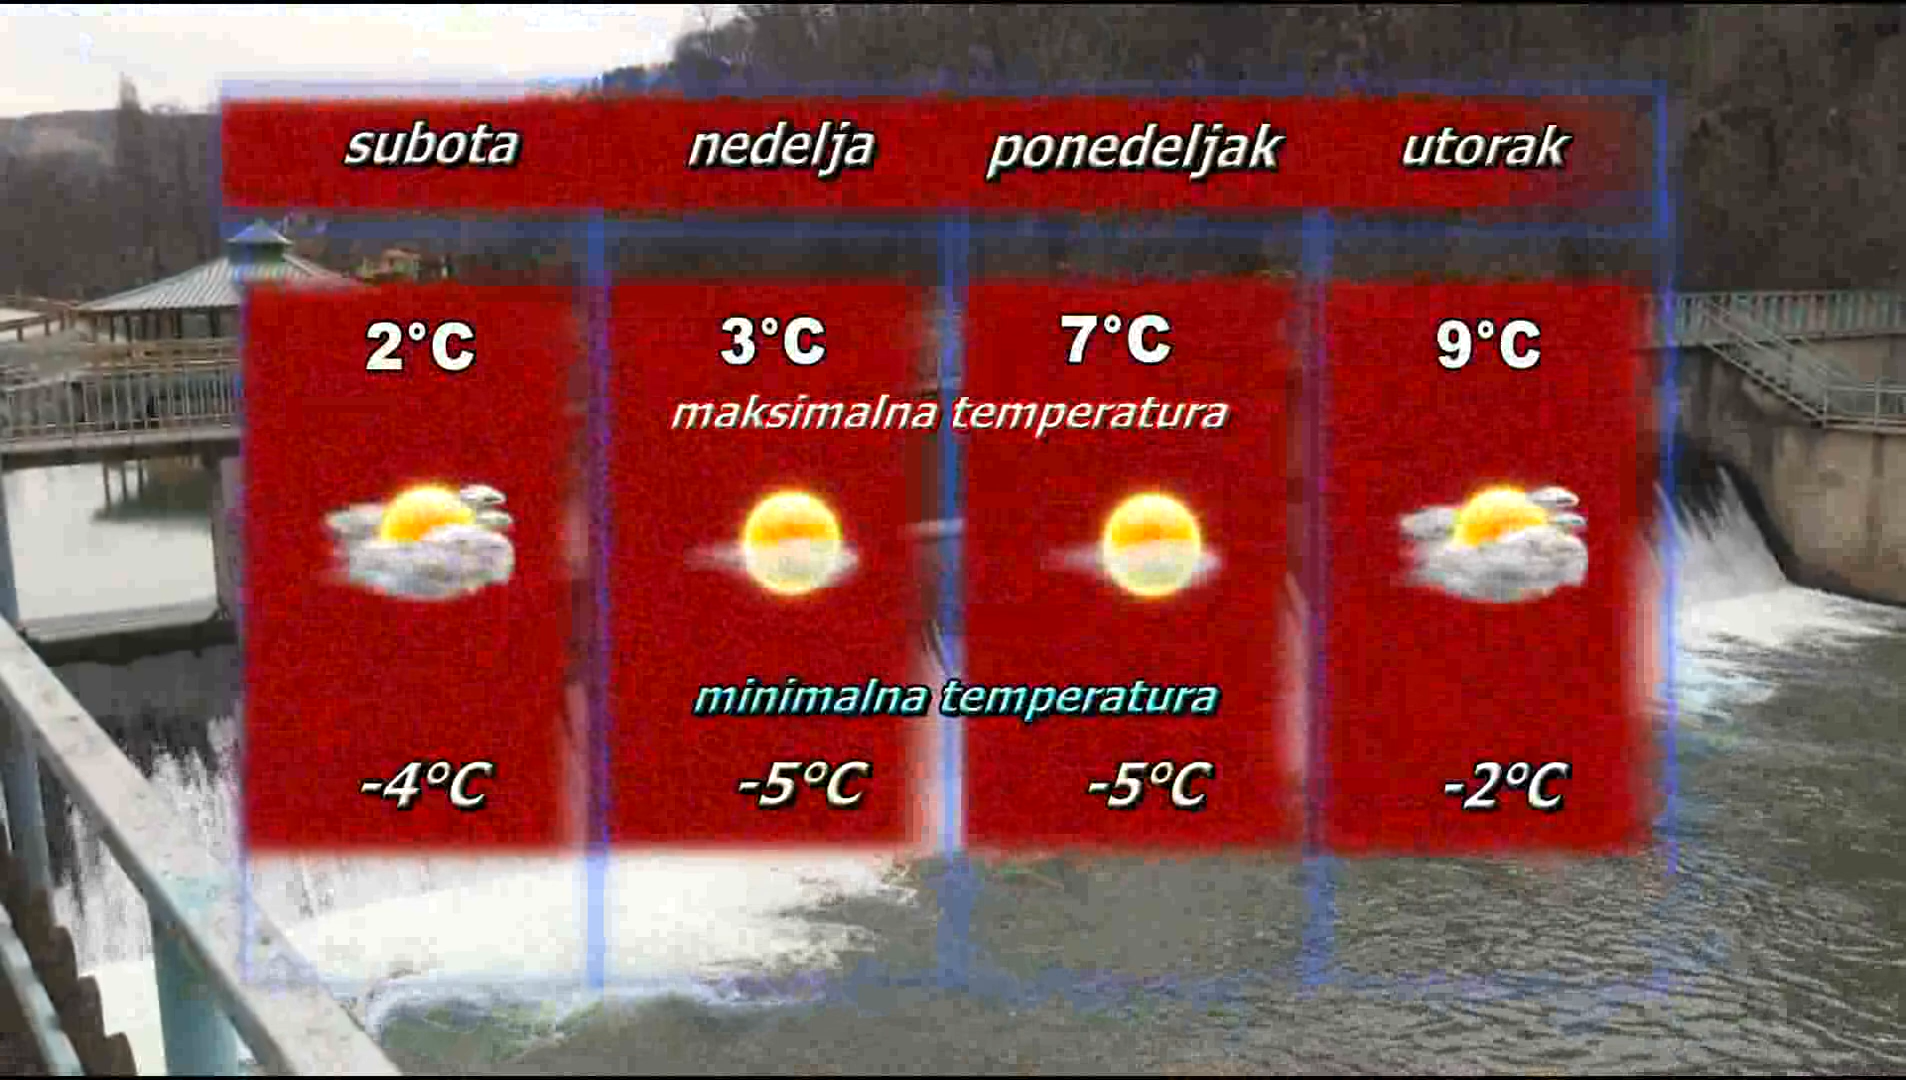 subota nedelja ponedeljak utorak
2°C 3°C 7°C 9°C
maksimalna temperatura
minimalna temperatura
-4°C -5°C -5°C -2°C